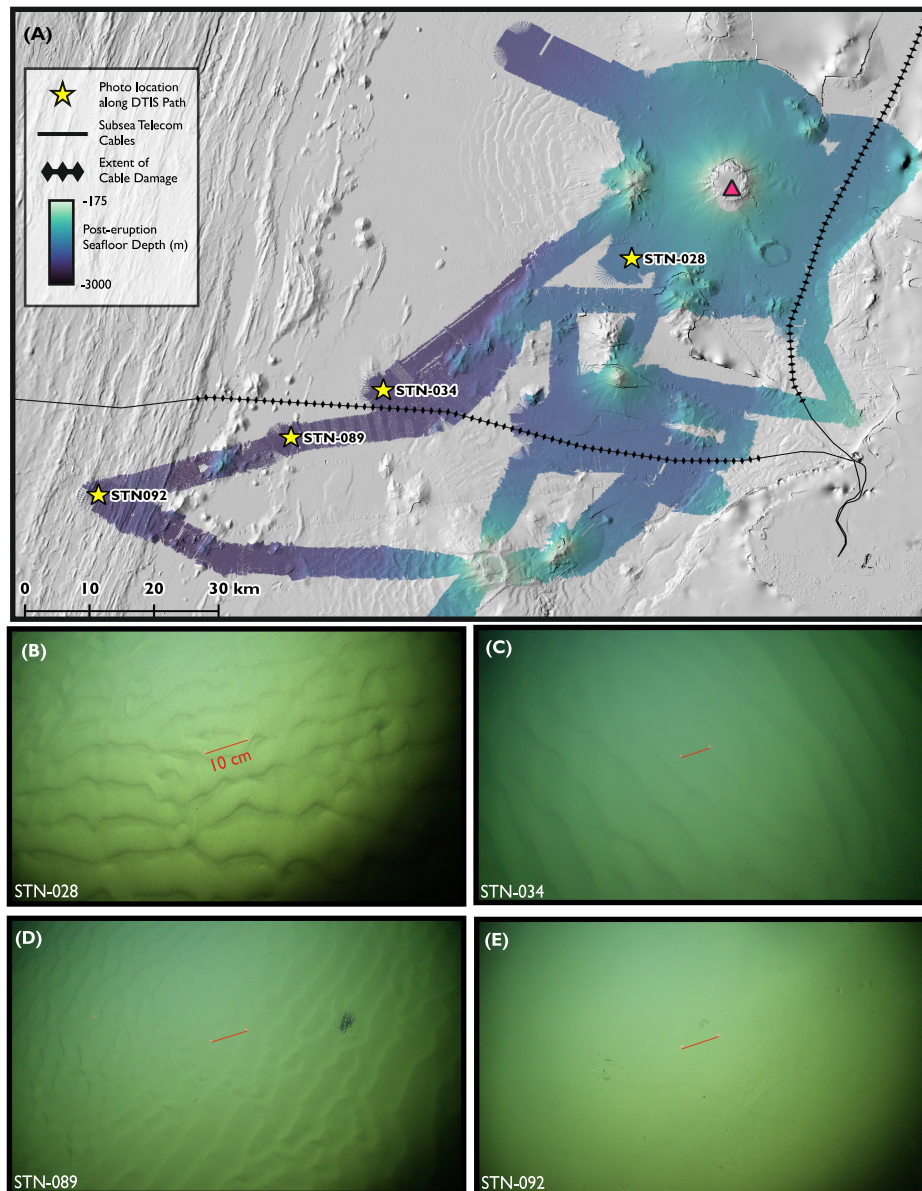 (A)
Photo location
along DTIS Path
Subsea Telecom
Cables
Extent of
Cable Damage
-175
Post-eruption
Seafloor Depth (m)
-3000
STN-028
STN-034
STN-089
STN092
0 10 20 30 km
(B)
10 cm
STN-028
(C)
STN-034
(D)
STN-089
(E)
STN-092